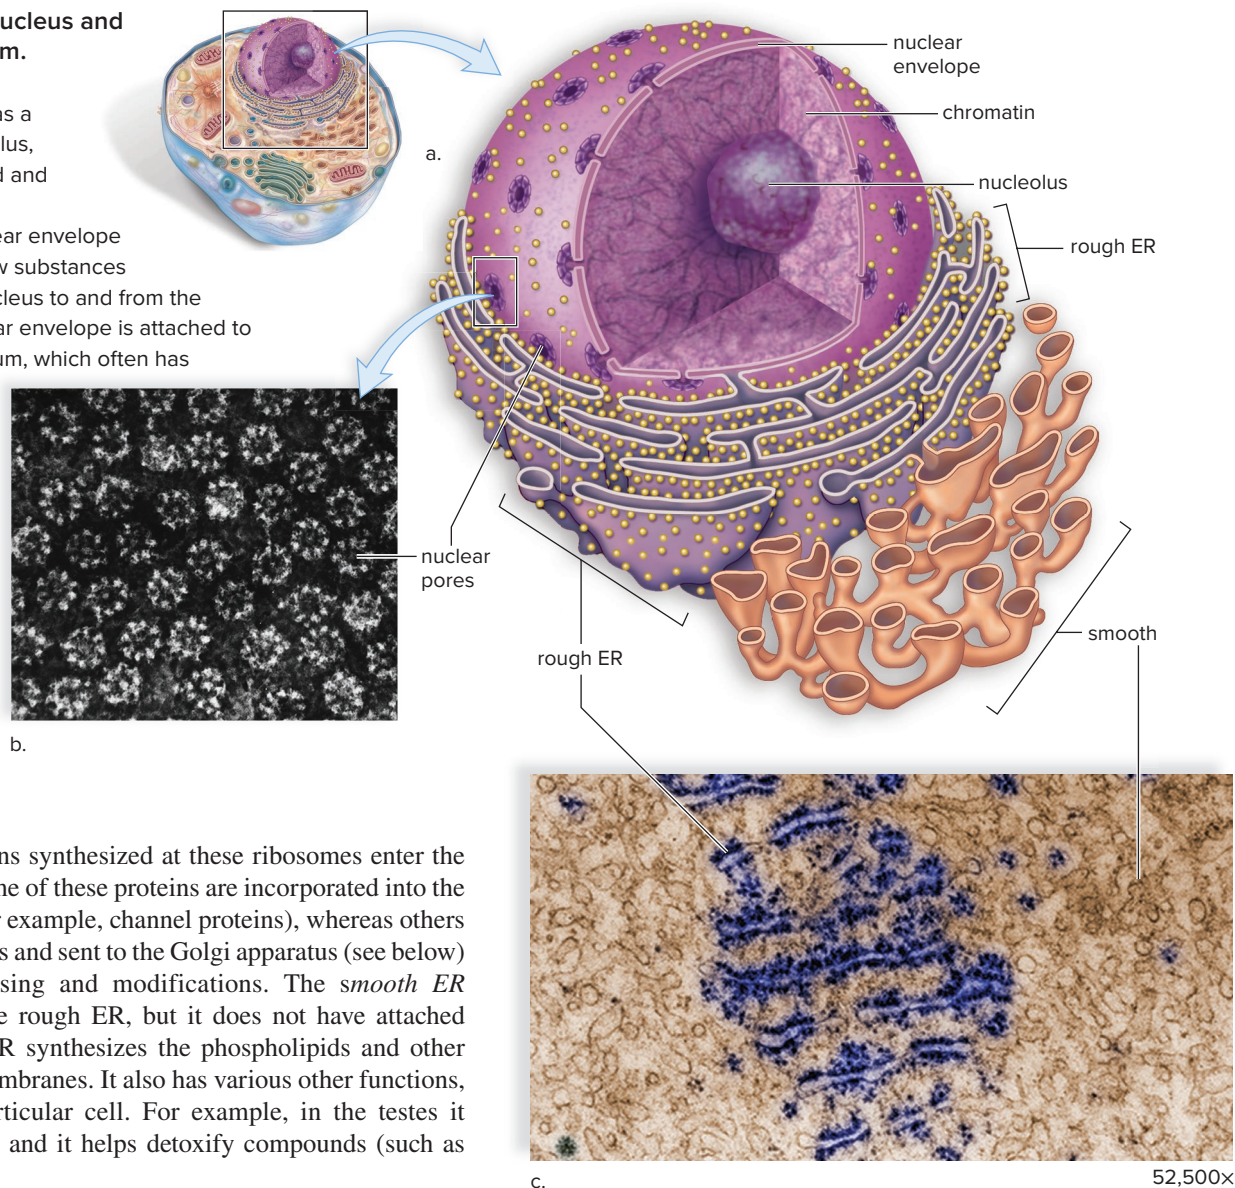 ucleus and
m.
as a
lus,
d and
ear envelope
w substances
cleus to and from the
ar envelope is attached to
um, which often has
a.
nuclear
envelope
chromatin
nucleolus
rough ER
nuclear
pores
rough ER
smooth
b.
ns synthesized at these ribosomes enter the
ne of these proteins are incorporated into the
r example, channel proteins), whereas others
s and sent to the Golgi apparatus (see below)
sing and modifications. The smooth ER
e rough ER, but it does not have attached
R synthesizes the phospholipids and other
mbranes. It also has various other functions,
rticular cell. For example, in the testes it
and it helps detoxify compounds (such as
c.
52,500×